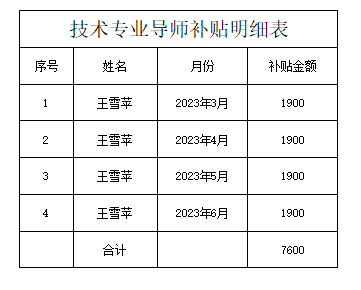 技术专业导师补贴明细表
序号 姓名 月份 补贴金额
1 王雪苹 2023年3月 1900
2 王雪苹 2023年4月 1900
3 王雪苹 2023年5月 1900
4 王雪苹 2023年6月 1900
合计 7600